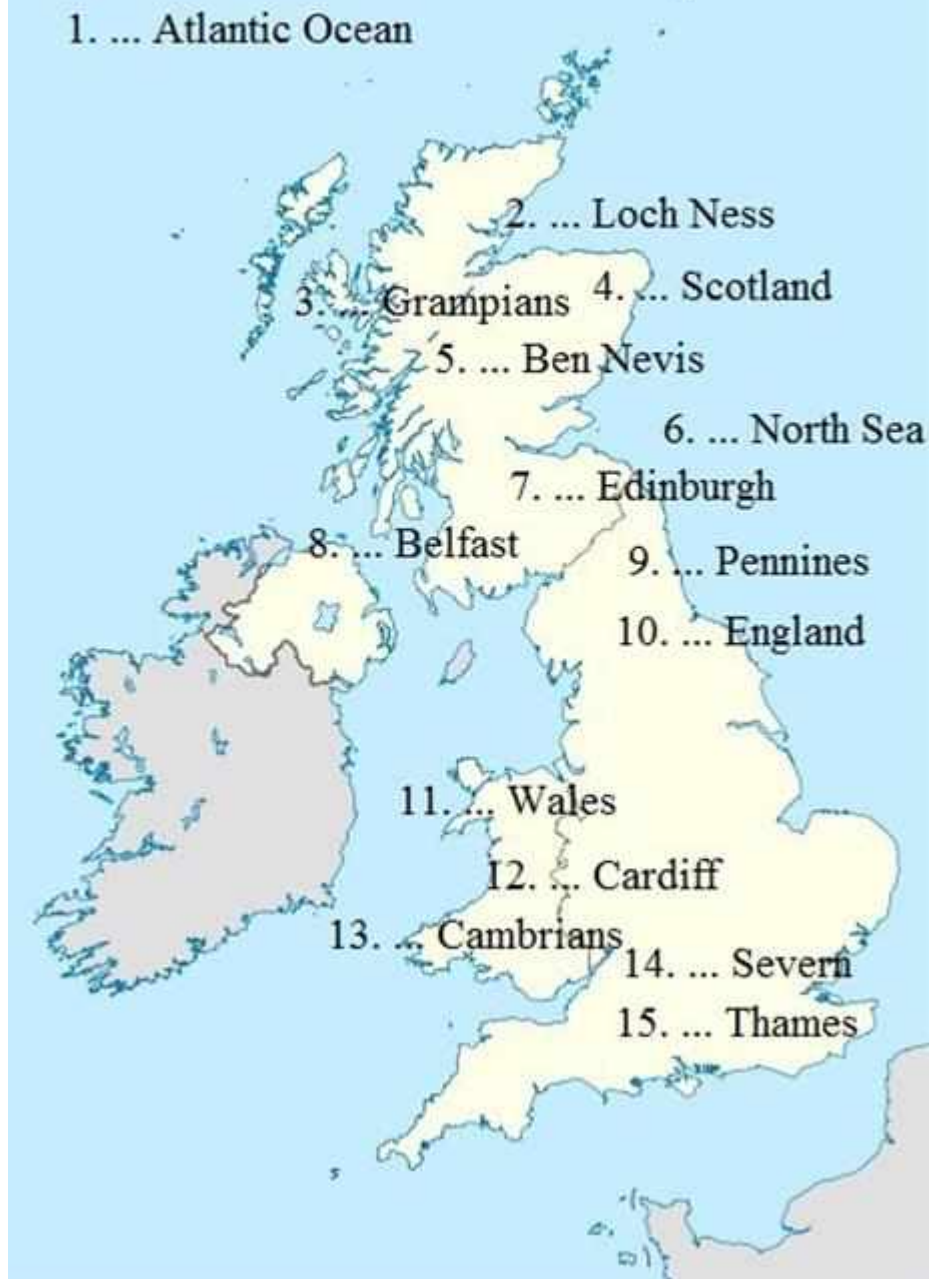 1. ... Atlantic Ocean
2. ... Loch Ness
3. ... Grampians
4. ... Scotland
5. ... Ben Nevis
6. ... North Sea
7. ... Edinburgh
8. ... Belfast
9. ... Pennines
10. ... England
11. ... Wales
12. ... Cardiff
13. ... Cambrians
14. ... Severn
15. ... Thames